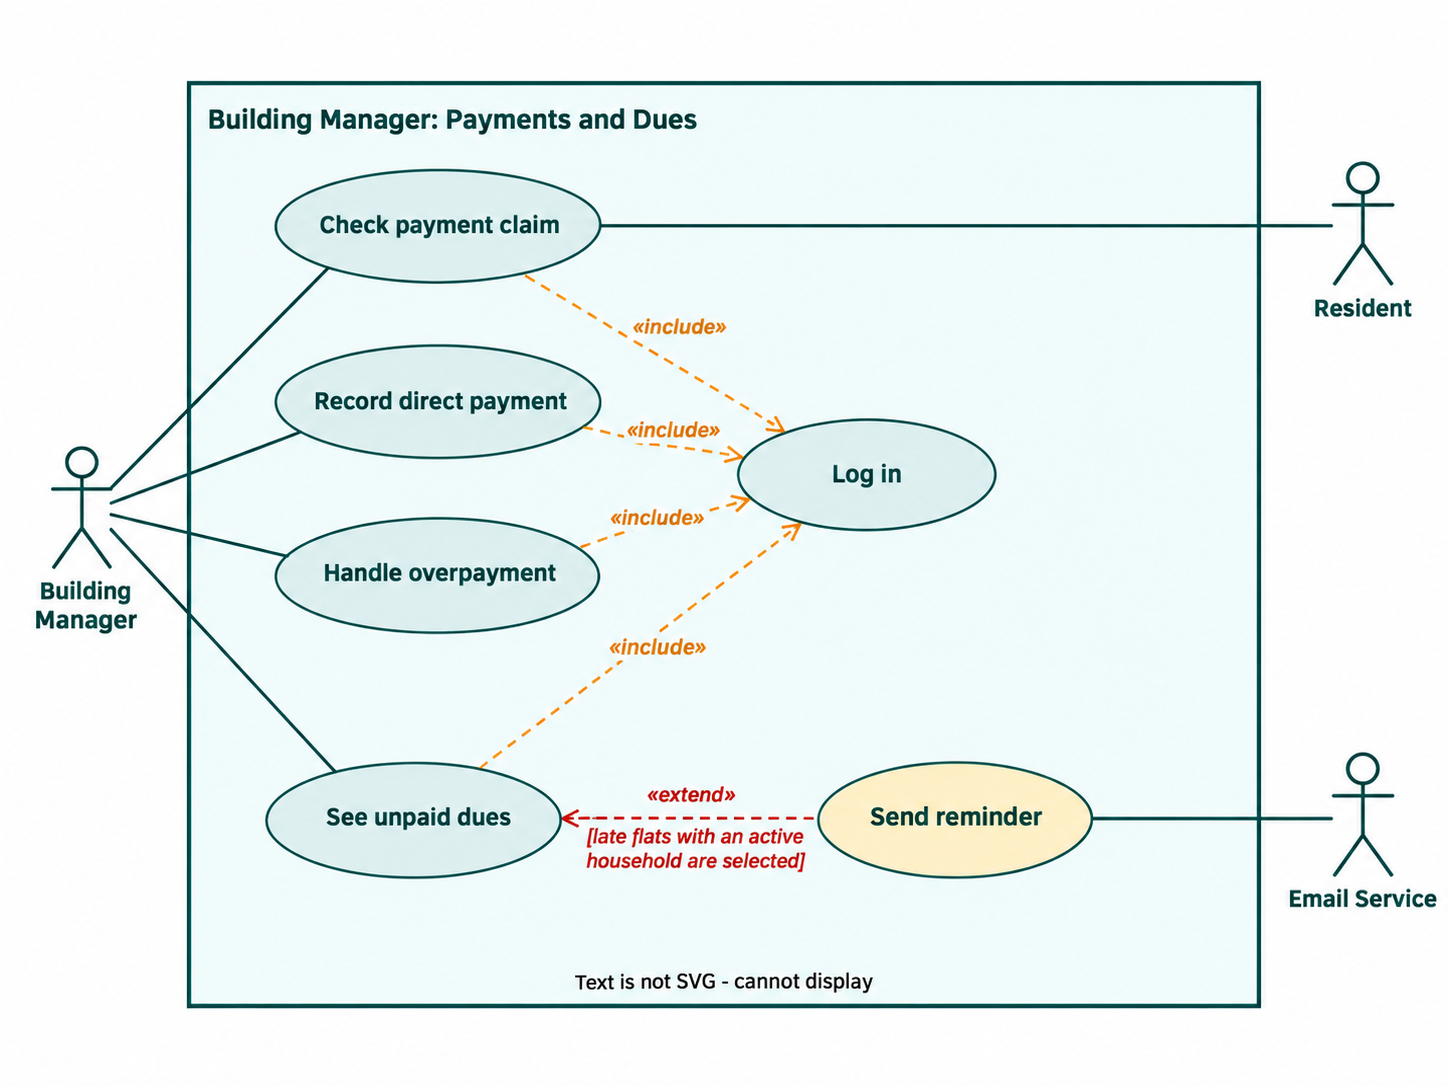 Building Manager: Payments and Dues
Check payment claim
Resident
«include»
Record direct payment
«include»
Log in
«include»
Handle overpayment
Building
Manager
«include»
«extend»
See unpaid dues
Send reminder
[late flats with an active
household are selected]
Email Service
Text is not SVG - cannot display